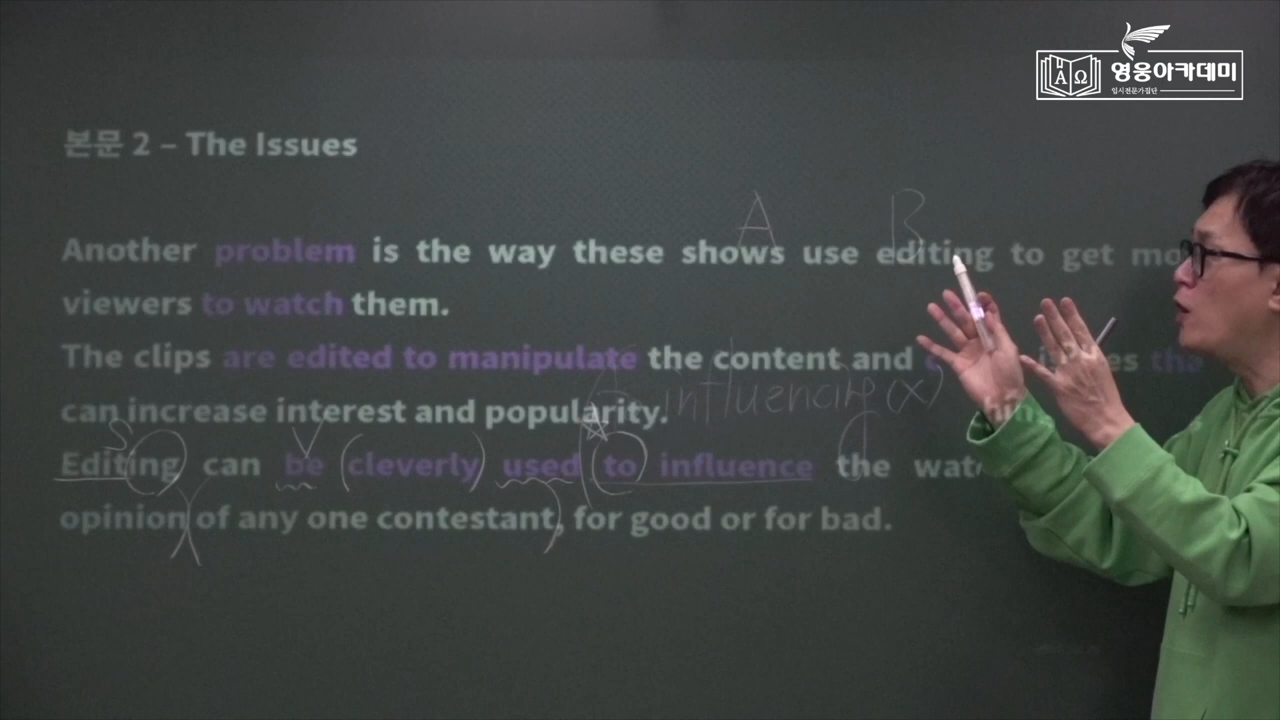 영웅아카데미
입시전문가집단
본문 2 – The Issues
A B
Another problem is the way these shows use editing to get
viewers to watch them.
The clips are edited to manipulate the content and
influencing (X)
can increase interest and popularity.
S V
Editing can be (cleverly) used to influence the
opinion of any one contestant, for good or for bad.